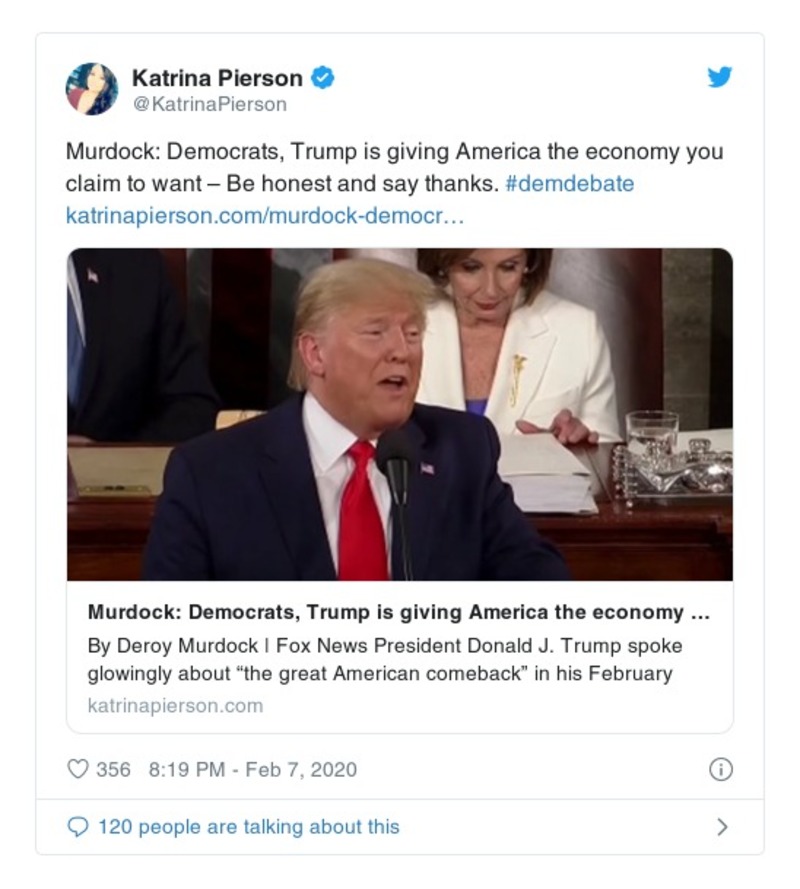 Katrina Pierson
@KatrinaPierson
Murdock: Democrats, Trump is giving America the economy you
claim to want – Be honest and say thanks. #demdebate
katrinapierson.com/murdock-democr…
Murdock: Democrats, Trump is giving America the economy ...
By Deroy Murdock | Fox News President Donald J. Trump spoke
glowingly about “the great American comeback” in his February
katrinapierson.com
356 8:19 PM - Feb 7, 2020
120 people are talking about this